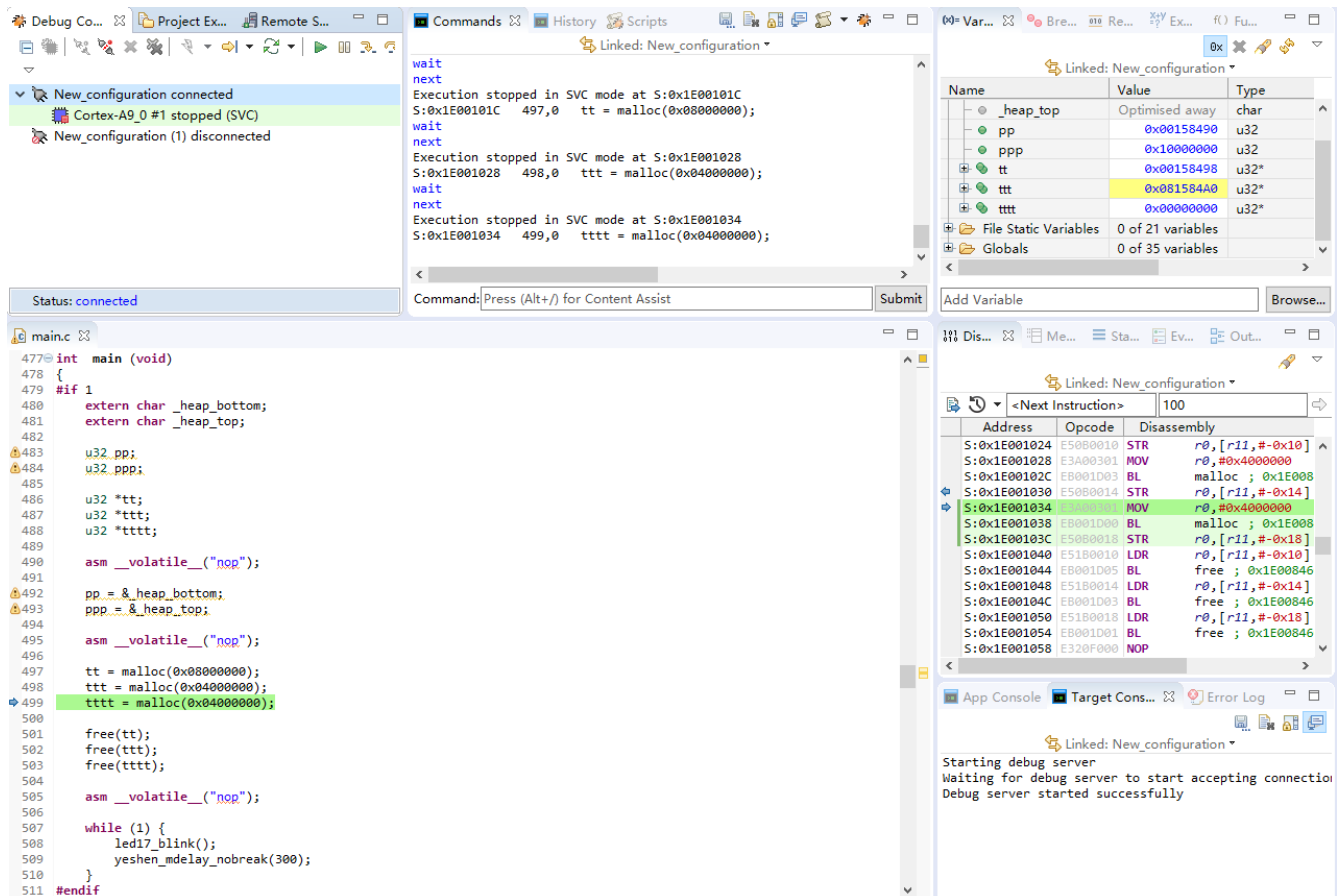 Debug Co... Project Ex... Remote S...
New_configuration connected
Cortex-A9_0 #1 stopped (SVC)
New_configuration (1) disconnected
Status: connected
Commands History Scripts
Linked: New_configuration
wait
next
Execution stopped in SVC mode at S:0x1E00101C
S:0x1E00101C 497,0 tt = malloc(0x08000000);
wait
next
Execution stopped in SVC mode at S:0x1E001028
S:0x1E001028 498,0 ttt = malloc(0x04000000);
wait
next
Execution stopped in SVC mode at S:0x1E001034
S:0x1E001034 499,0 tttt = malloc(0x04000000);
Command: Press (Alt+/) for Content Assist Submit
(x)= Var... Bre... 010 Re... X+Y Ex... f() Fu...
0x
Linked: New_configuration
Name Value Type
_heap_top Optimised away char
pp 0x00158490 u32
ppp 0x10000000 u32
tt 0x00158498 u32*
ttt 0x081584A0 u32*
tttt 0x00000000 u32*
File Static Variables 0 of 21 variables
Globals 0 of 35 variables
Add Variable Browse...
main.c
477 int main (void)
478 {
479 #if 1
480 extern char _heap_bottom;
481 extern char _heap_top;
482
483 u32 pp;
484 u32 ppp;
485
486 u32 *tt;
487 u32 *ttt;
488 u32 *tttt;
489
490 asm __volatile__("nop");
491
492 pp = &_heap_bottom;
493 ppp = &_heap_top;
494
495 asm __volatile__("nop");
496
497 tt = malloc(0x08000000);
498 ttt = malloc(0x04000000);
499 tttt = malloc(0x04000000);
500
501 free(tt);
502 free(ttt);
503 free(tttt);
504
505 asm __volatile__("nop");
506
507 while (1) {
508 led17_blink();
509 yeshen_mdelay_nobreak(300);
510 }
511 #endif
Dis... Me... Sta... Ev... Out...
Linked: New_configuration
<Next Instruction> 100
Address Opcode Disassembly
S:0x1E001024 E50B0010 STR r0,[r11,#-0x10]
S:0x1E001028 E3A00301 MOV r0,#0x4000000
S:0x1E00102C EB001D03 BL malloc ; 0x1E008
S:0x1E001030 E50B0014 STR r0,[r11,#-0x14]
S:0x1E001034 E3A00301 MOV r0,#0x4000000
S:0x1E001038 EB001D00 BL malloc ; 0x1E008
S:0x1E00103C E50B0018 STR r0,[r11,#-0x18]
S:0x1E001040 E51B0010 LDR r0,[r11,#-0x10]
S:0x1E001044 EB001D05 BL free ; 0x1E00846
S:0x1E001048 E51B0014 LDR r0,[r11,#-0x14]
S:0x1E00104C EB001D03 BL free ; 0x1E00846
S:0x1E001050 E51B0018 LDR r0,[r11,#-0x18]
S:0x1E001054 EB001D01 BL free ; 0x1E00846
S:0x1E001058 E320F000 NOP
App Console Target Cons... Error Log
Linked: New_configuration
Starting debug server
Waiting for debug server to start accepting connection
Debug server started successfully